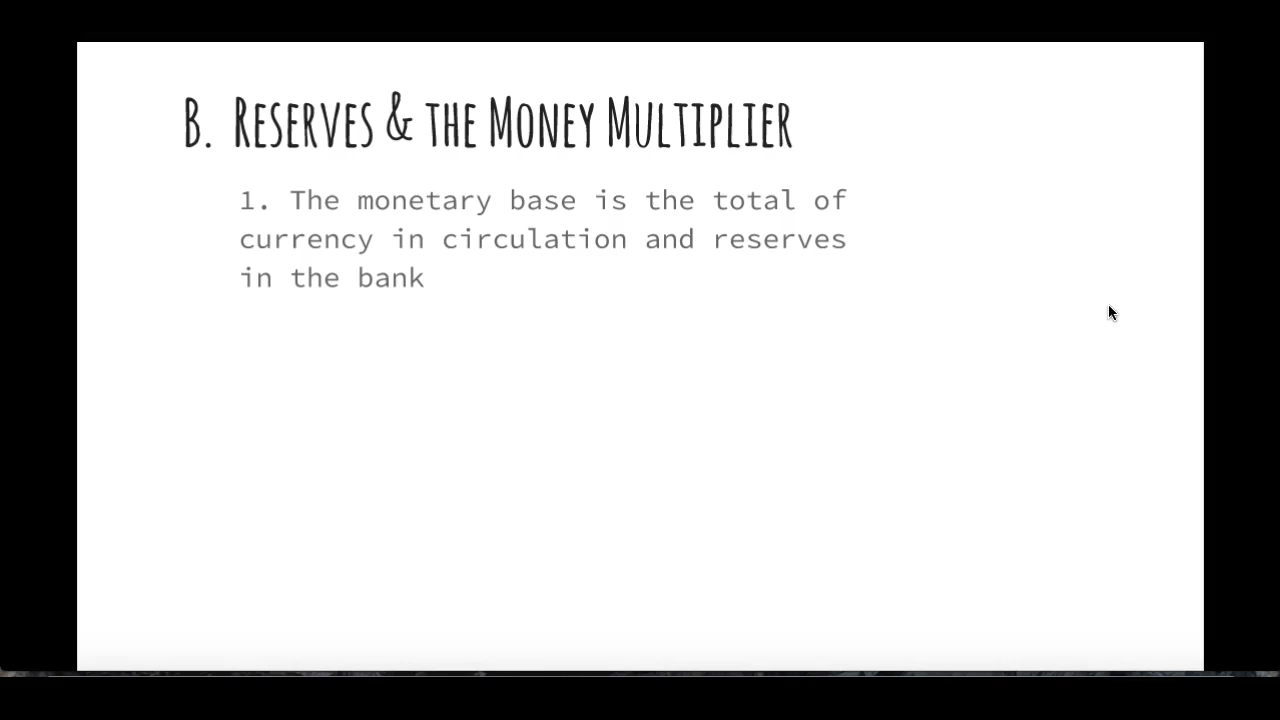 B. Reserves & the Money Multiplier
1. The monetary base is the total of
currency in circulation and reserves
in the bank